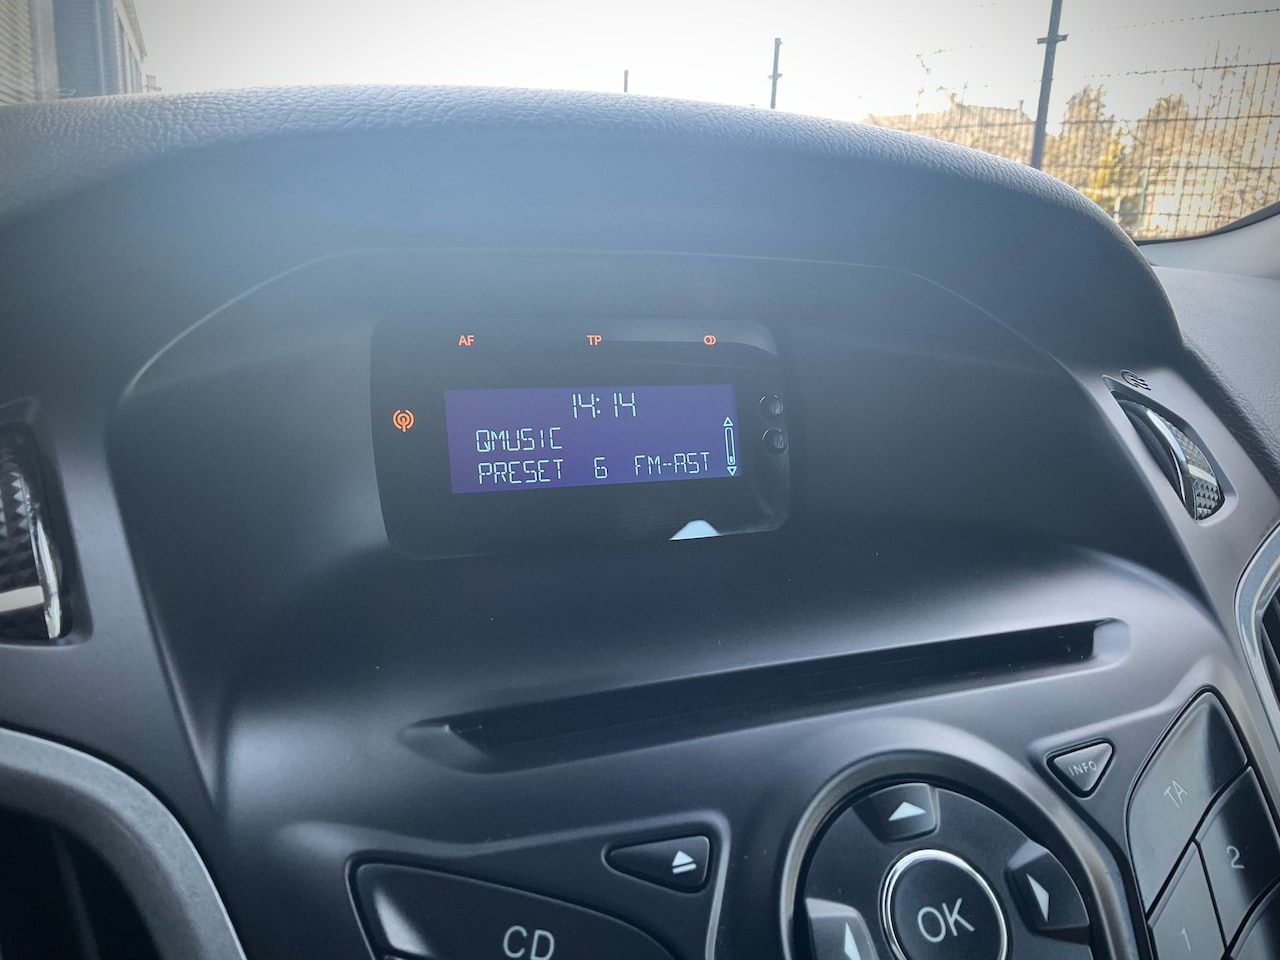 AF TP
14:14
QMUSIC
PRESET 6 FM-AST
INFO
TA
2
1
CD
OK